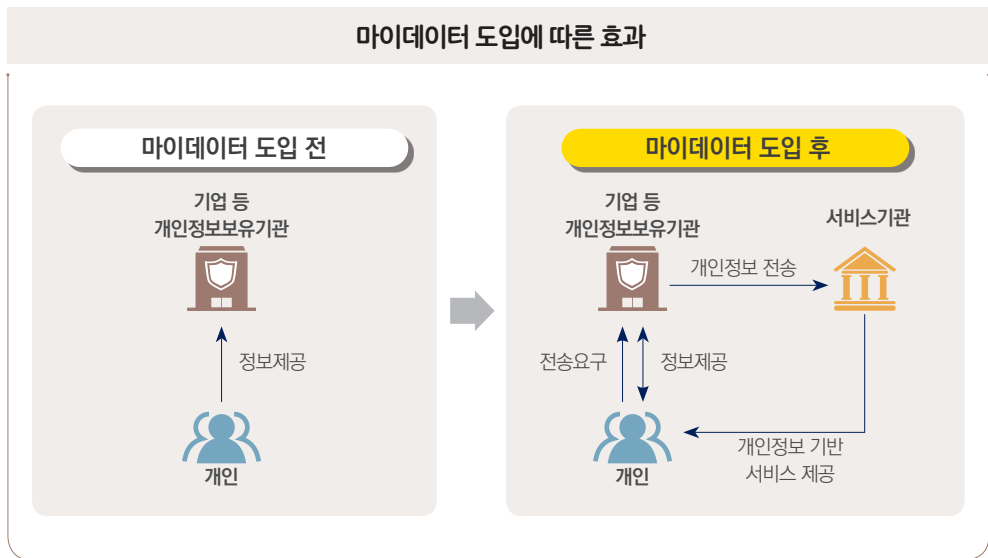 마이데이터 도입에 따른 효과
마이데이터 도입 전
기업 등
개인정보보유기관
정보제공
개인
마이데이터 도입 후
기업 등
개인정보보유기관
서비스기관
개인정보 전송
전송요구
정보제공
개인
개인정보 기반
서비스 제공